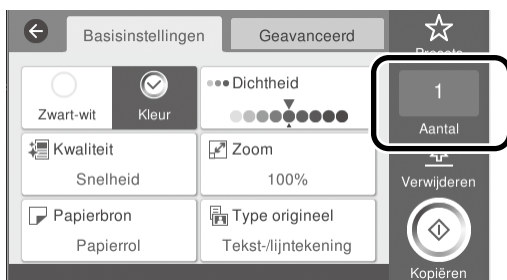 Basisinstellingen
Geavanceerd
Presets
Zwart-wit
Kleur
Dichtheid
1
Aantal
Kwaliteit
Snelheid
Zoom
100%
Verwijderen
Papierbron
Papierrol
Type origineel
Tekst-/lijntekening
Kopiëren